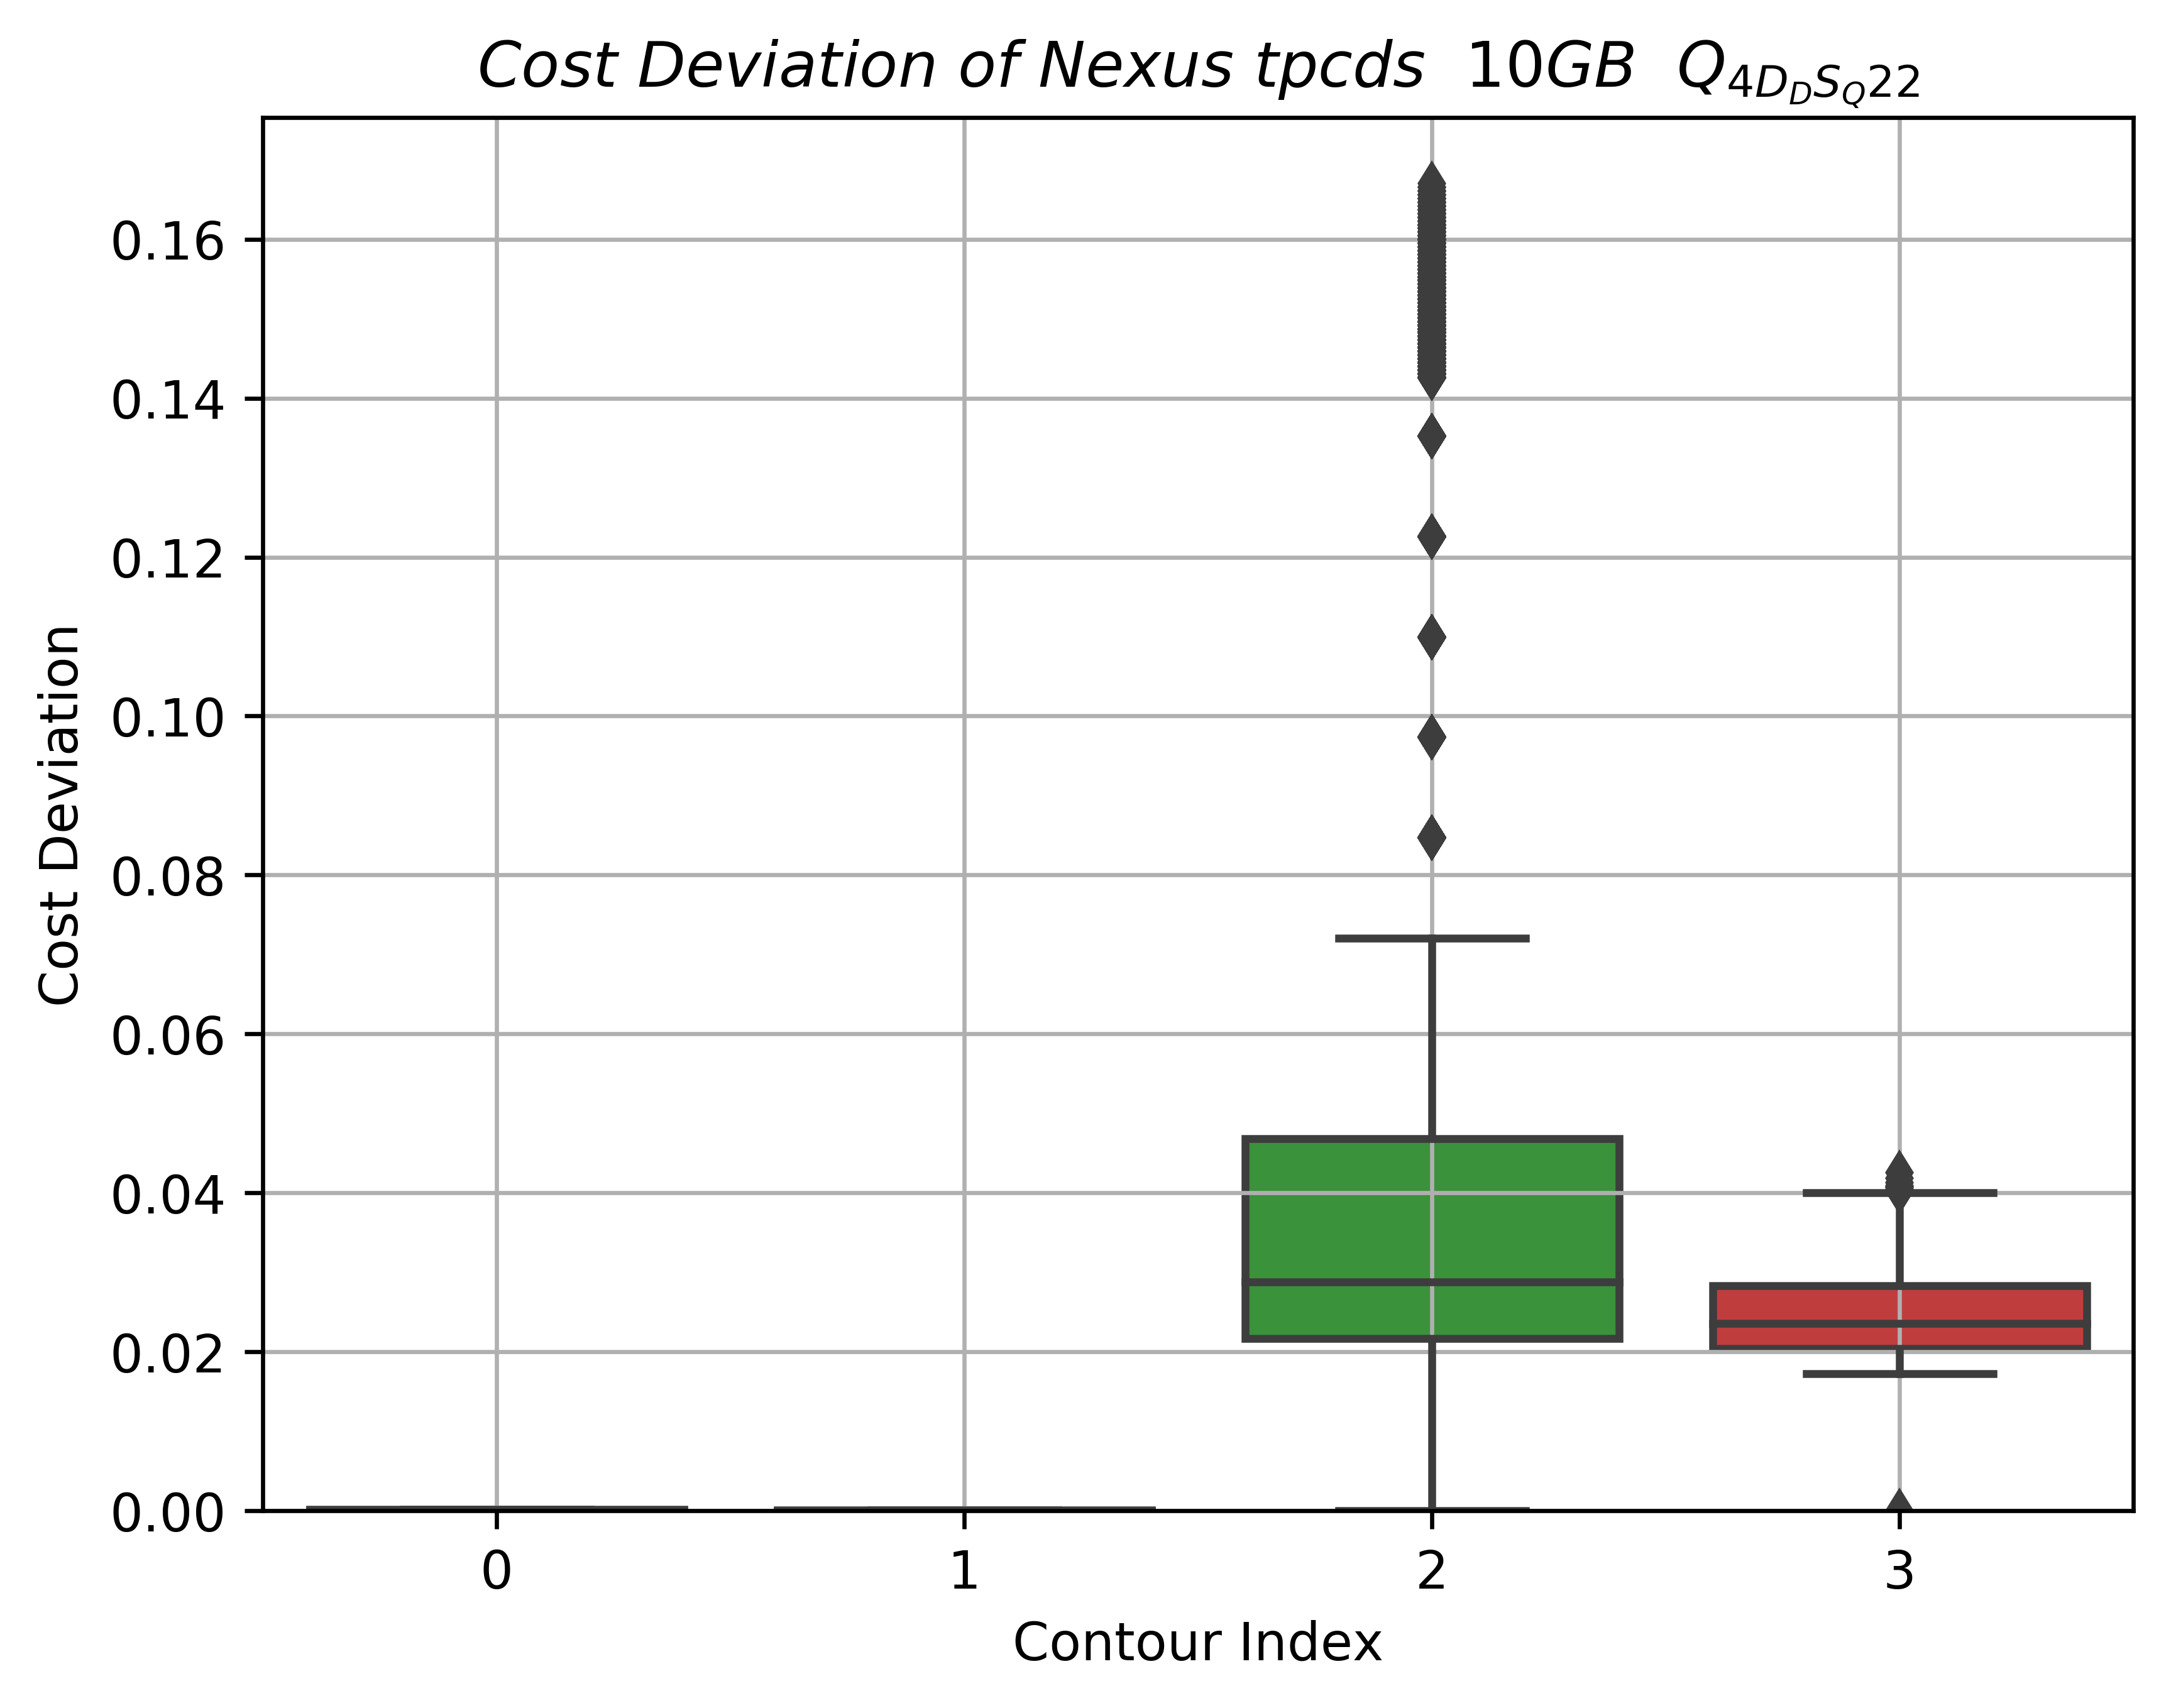 Cost Deviation of Nexus tpcds 10GB Q4DDSQ22
0.16
0.14
0.12
0.10
0.08
0.06
0.04
0.02
0.00
Cost Deviation
0 1 2 3
Contour Index